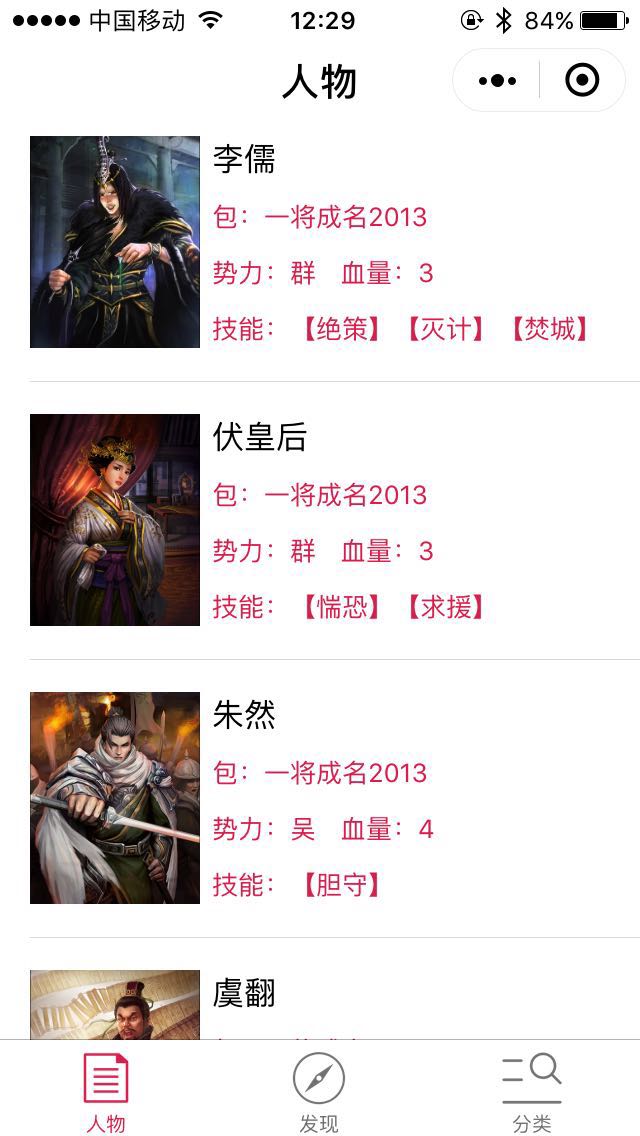 中国移动 12:29 84%
人物
李儒
包：一将成名2013
势力：群 血量：3
技能：【绝策】【灭计】【焚城】
伏皇后
包：一将成名2013
势力：群 血量：3
技能：【惴恐】【求援】
朱然
包：一将成名2013
势力：吴 血量：4
技能：【胆守】
虞翻
人物 发现 分类